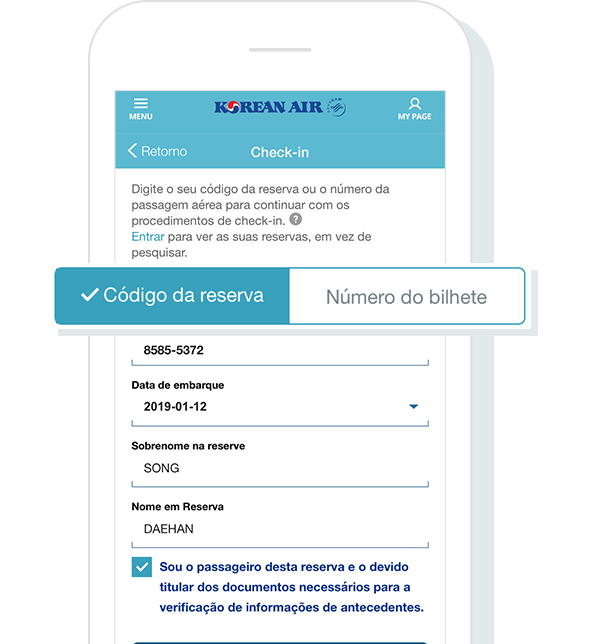 MENU
KOREAN AIR
MY PAGE
Retorno
Check-in
Digite o seu código da reserva ou o número da
passagem aérea para continuar com os
procedimentos de check-in. ?
Entrar para ver as suas reservas, em vez de
pesquisar.
Código da reserva
Número do bilhete
8585-5372
Data de embarque
2019-01-12
Sobrenome na reserve
SONG
Nome em Reserva
DAEHAN
Sou o passageiro desta reserva e o devido
titular dos documentos necessários para a
verificação de informações de antecedentes.